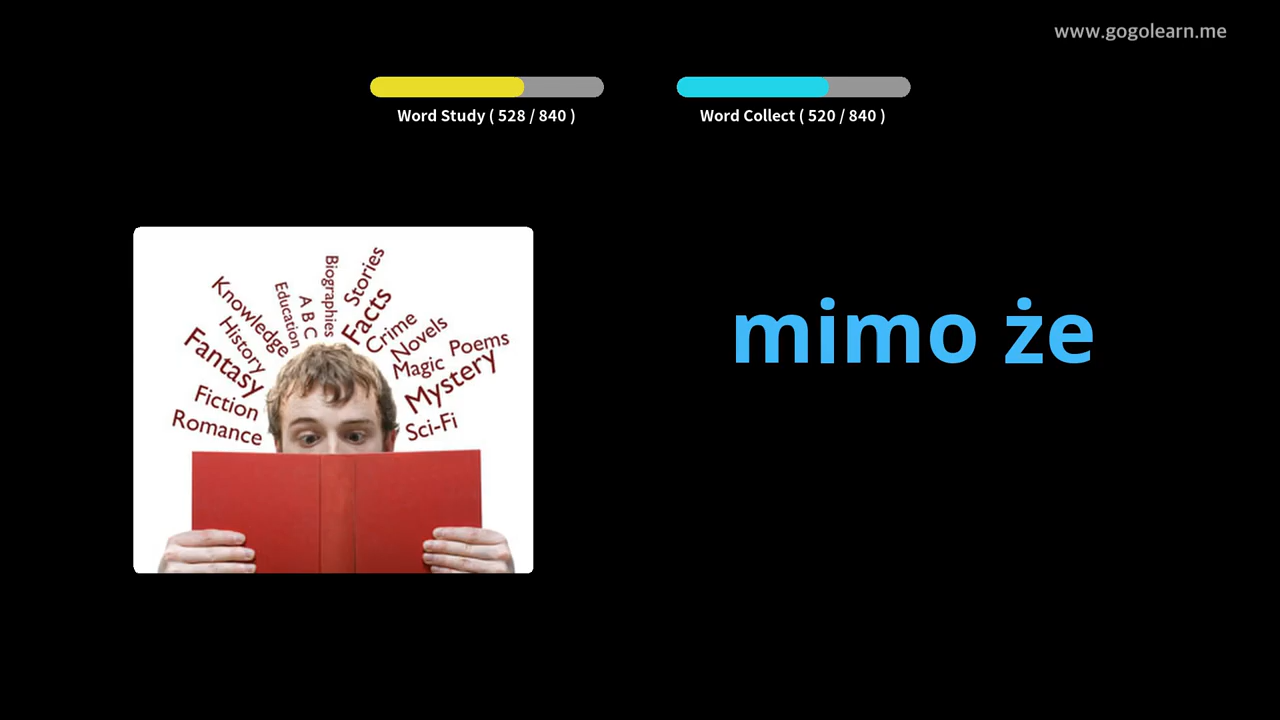 www.gogolearn.me
Word Study ( 528 / 840 )
Word Collect ( 520 / 840 )
Knowledge
Education
A B C
Biographies
Stories
Facts
Crime
Novels
Poems
Magic
Mystery
Sci-Fi
History
Fantasy
Fiction
Romance
mimo że